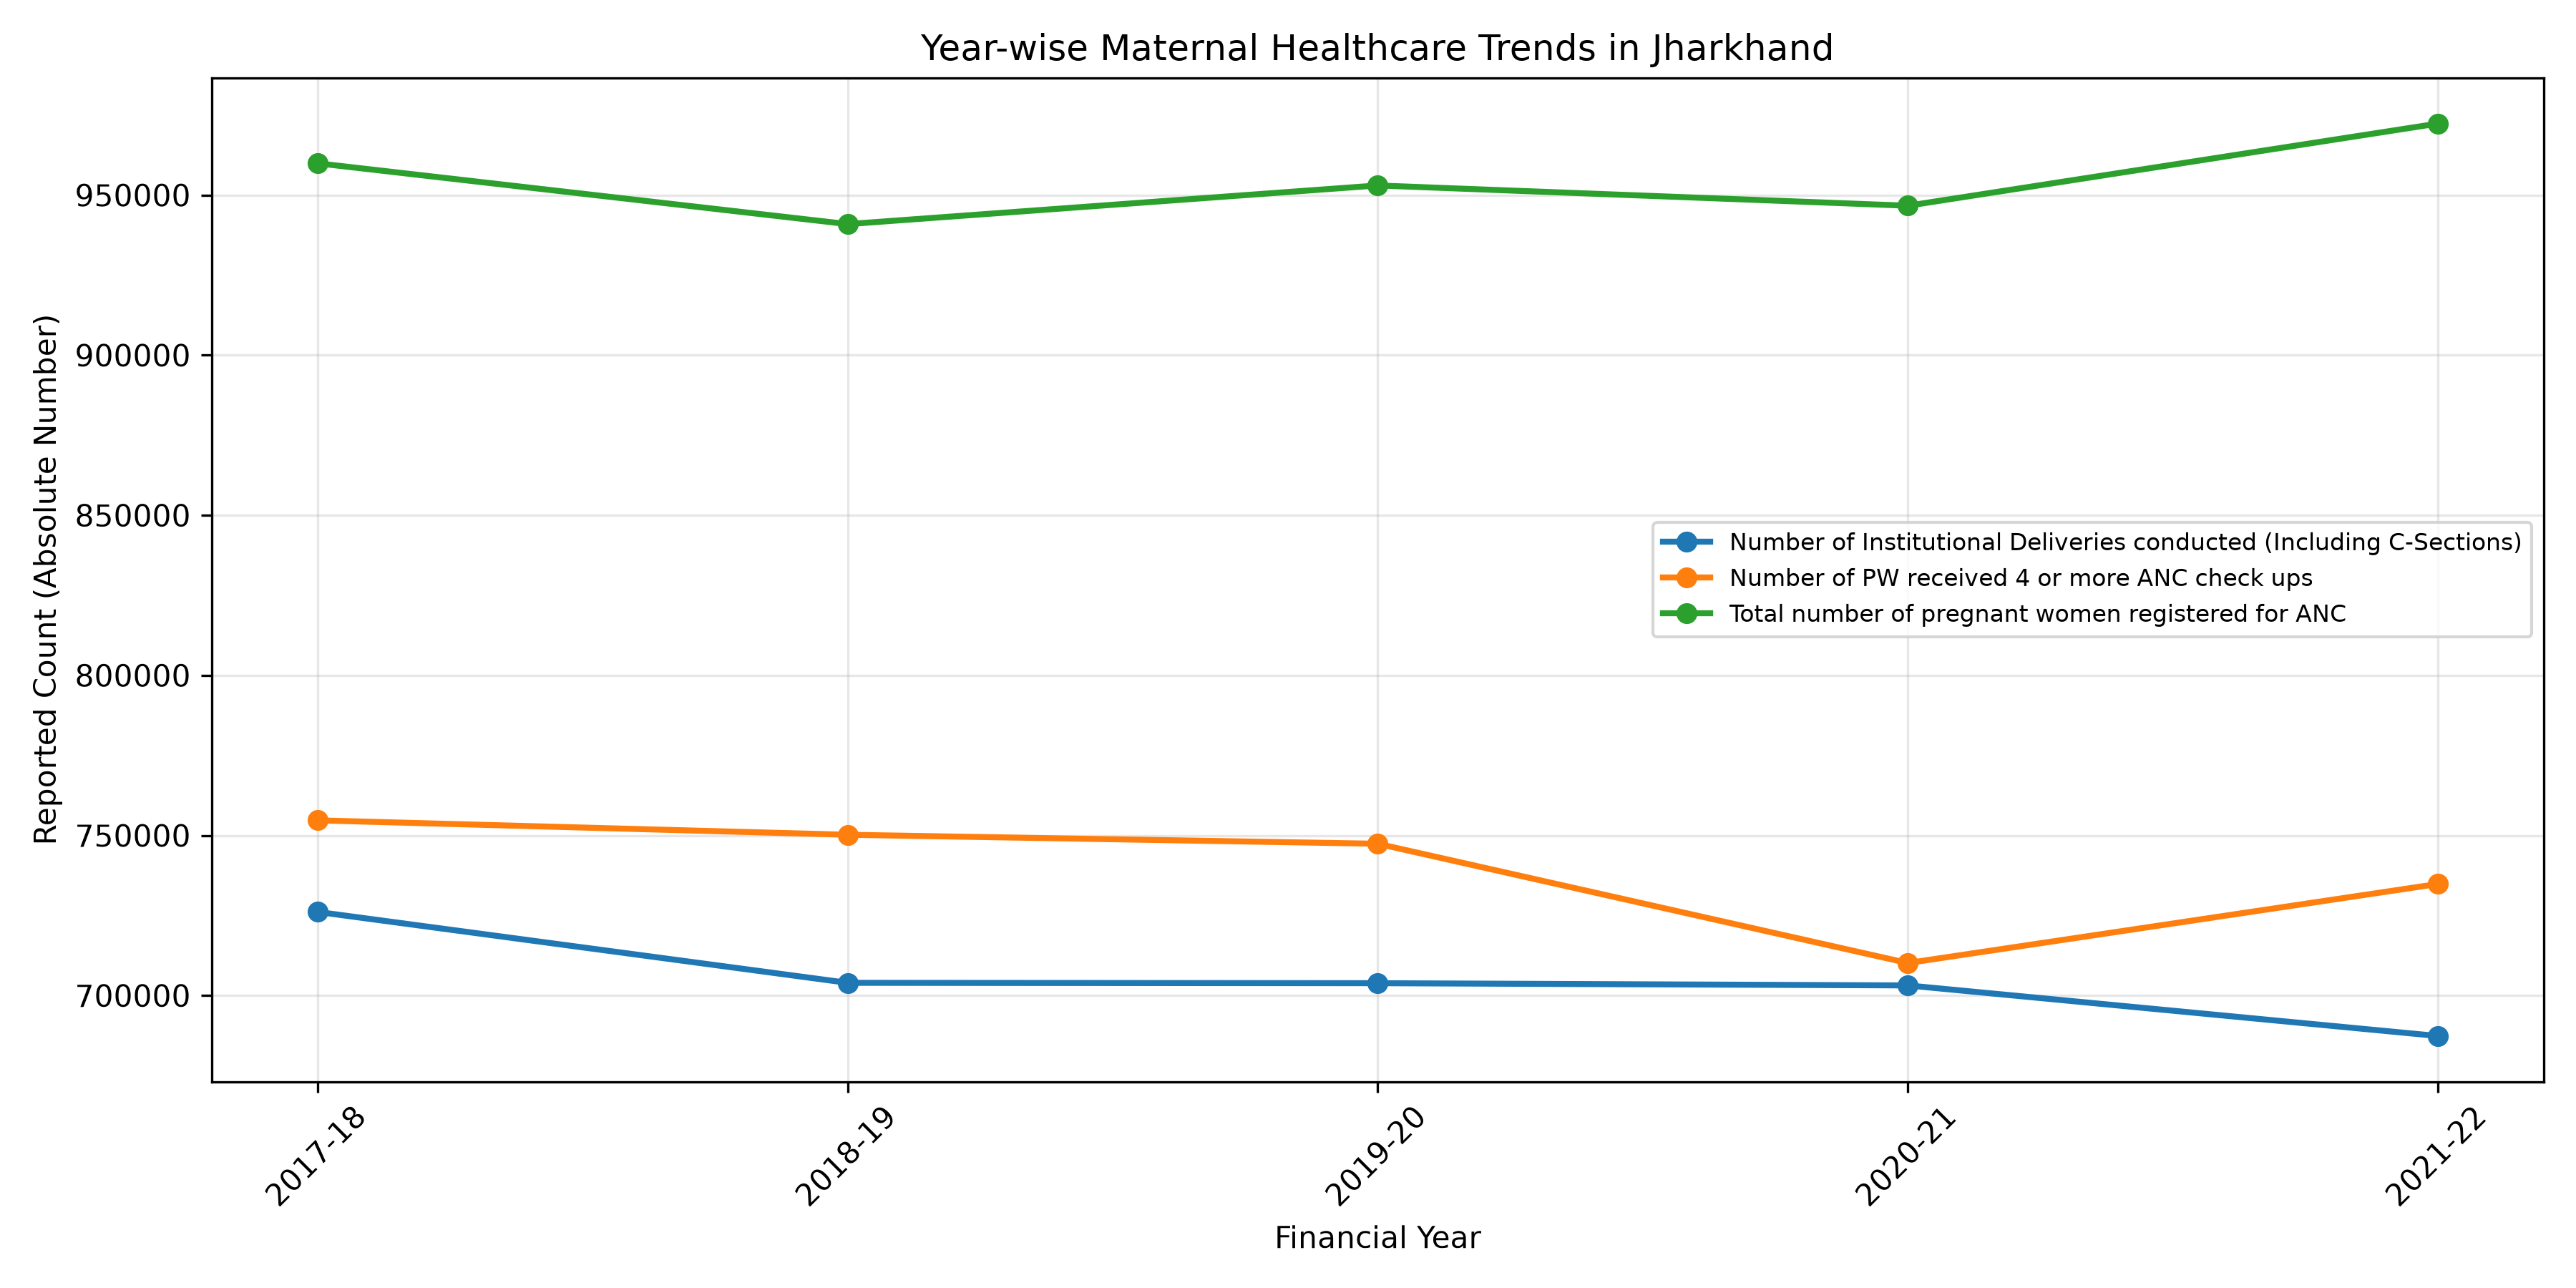 Year-wise Maternal Healthcare Trends in Jharkhand
Reported Count (Absolute Number)
950000
900000
850000
800000
750000
700000
Number of Institutional Deliveries conducted (Including C-Sections)
Number of PW received 4 or more ANC check ups
Total number of pregnant women registered for ANC
2017-18
2018-19
2019-20
2020-21
2021-22
Financial Year